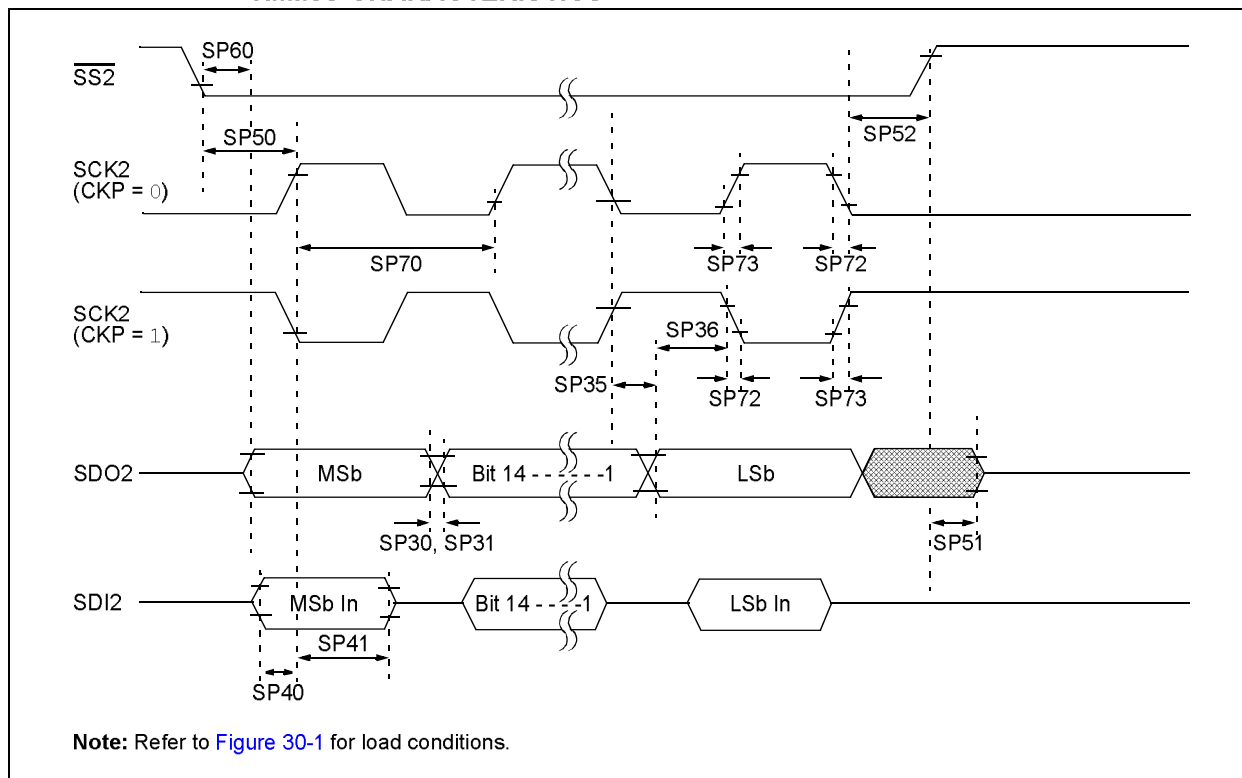 SP60
SS2
SP50
SP52
SCK2
(CKP = 0)
SP70
SP73
SP72
SCK2
(CKP = 1)
SP36
SP35
SP72
SP73
SDO2
MSb
Bit 14 - - - - - -1
LSb
SP30, SP31
SP51
SDI2
MSb In
Bit 14 - - - - -1
LSb In
SP41
SP40
Note: Refer to Figure 30-1 for load conditions.